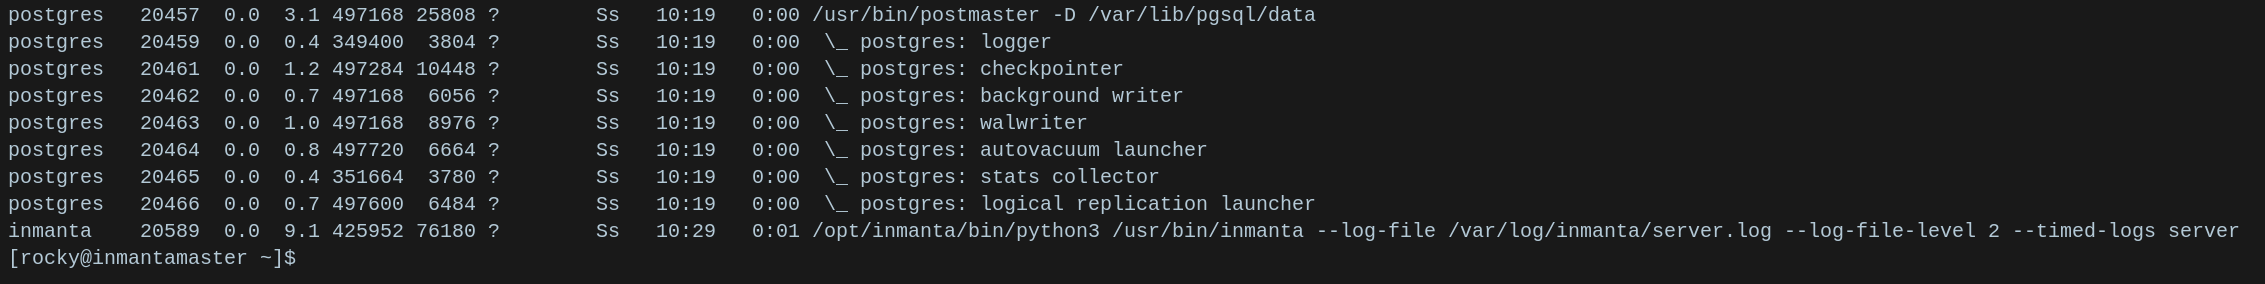 postgres   20457  0.0  3.1 497168 25808 ?        Ss   10:19   0:00 /usr/bin/postmaster -D /var/lib/pgsql/data
postgres   20459  0.0  0.4 349400  3804 ?        Ss   10:19   0:00  \_ postgres: logger
postgres   20461  0.0  1.2 497284 10448 ?        Ss   10:19   0:00  \_ postgres: checkpointer
postgres   20462  0.0  0.7 497168  6056 ?        Ss   10:19   0:00  \_ postgres: background writer
postgres   20463  0.0  1.0 497168  8976 ?        Ss   10:19   0:00  \_ postgres: walwriter
postgres   20464  0.0  0.8 497720  6664 ?        Ss   10:19   0:00  \_ postgres: autovacuum launcher
postgres   20465  0.0  0.4 351664  3780 ?        Ss   10:19   0:00  \_ postgres: stats collector
postgres   20466  0.0  0.7 497600  6484 ?        Ss   10:19   0:00  \_ postgres: logical replication launcher
inmanta    20589  0.0  9.1 425952 76180 ?        Ss   10:29   0:01 /opt/inmanta/bin/python3 /usr/bin/inmanta --log-file /var/log/inmanta/server.log --log-file-level 2 --timed-logs server
[rocky@inmantamaster ~]$